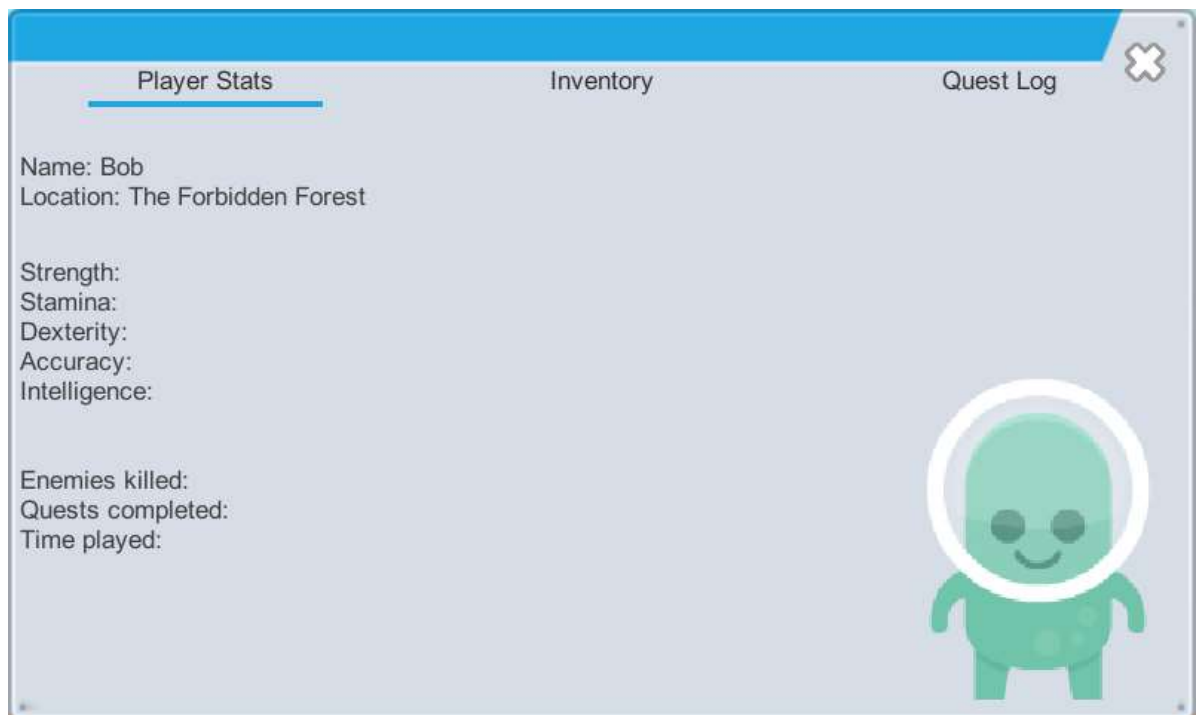 Player Stats
Inventory
Quest Log
Name: Bob
Location: The Forbidden Forest
Strength:
Stamina:
Dexterity:
Accuracy:
Intelligence:
Enemies killed:
Quests completed:
Time played: